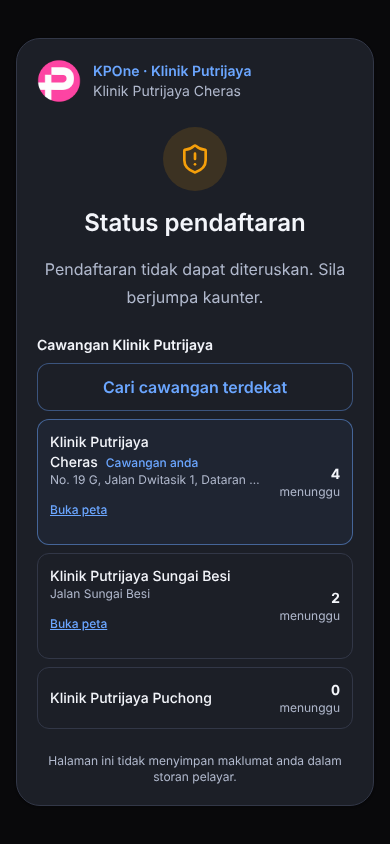 KPOne · Klinik Putrijaya
Klinik Putrijaya Cheras
Status pendaftaran
Pendaftaran tidak dapat diteruskan. Sila
berjumpa kaunter.
Cawangan Klinik Putrijaya
Cari cawangan terdekat
Klinik Putrijaya
Cheras Cawangan anda
No. 19 G, Jalan Dwitasik 1, Dataran ...
Buka peta
4
menunggu
Klinik Putrijaya Sungai Besi
Jalan Sungai Besi
Buka peta
2
menunggu
Klinik Putrijaya Puchong
0
menunggu
Halaman ini tidak menyimpan maklumat anda dalam
storan pelayar.